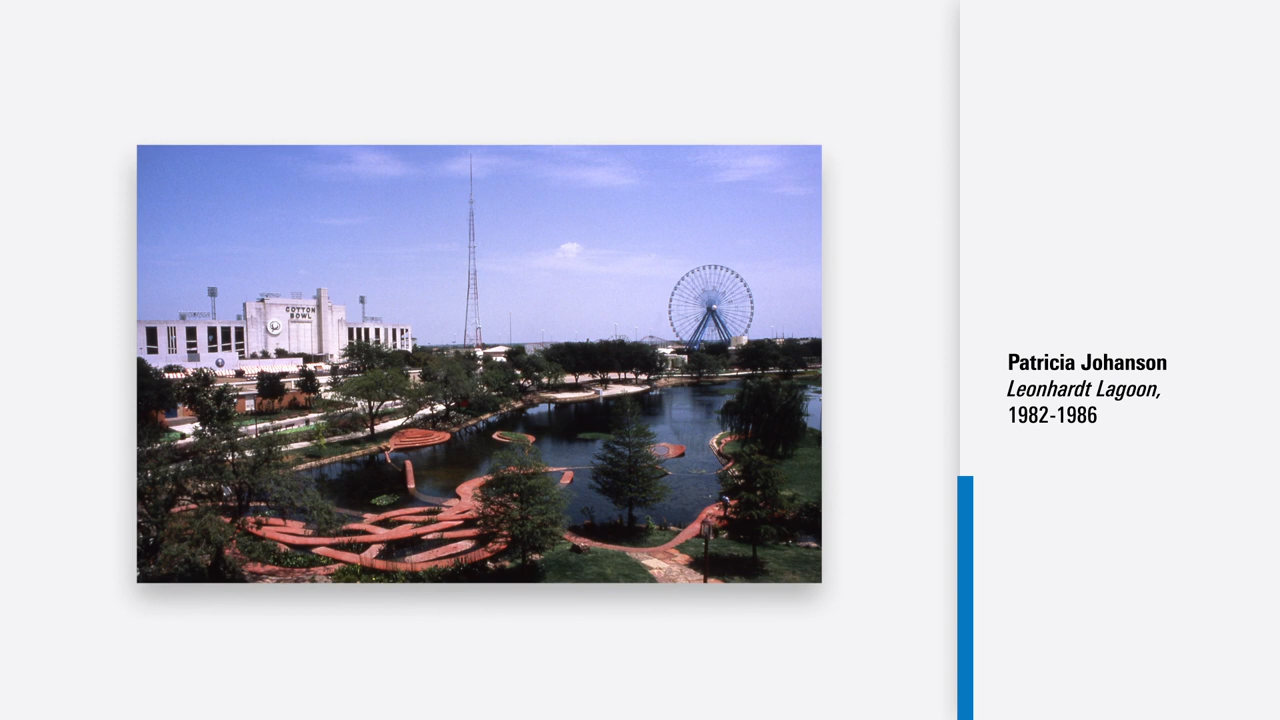 COTTON
BOWL
Patricia Johanson
Leonhardt Lagoon,
1982-1986